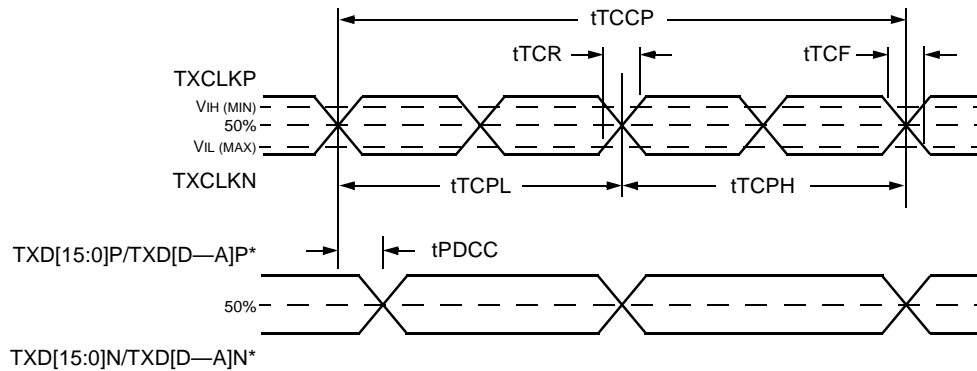 tTCCP
tTCR
tTCF
TXCLKP
VIH (MIN)
50%
VIL (MAX)
TXCLKN
tTCPL
tTCPH
TXD[15:0]P/TXD[D—A]P*
tPDCC
50%
TXD[15:0]N/TXD[D—A]N*